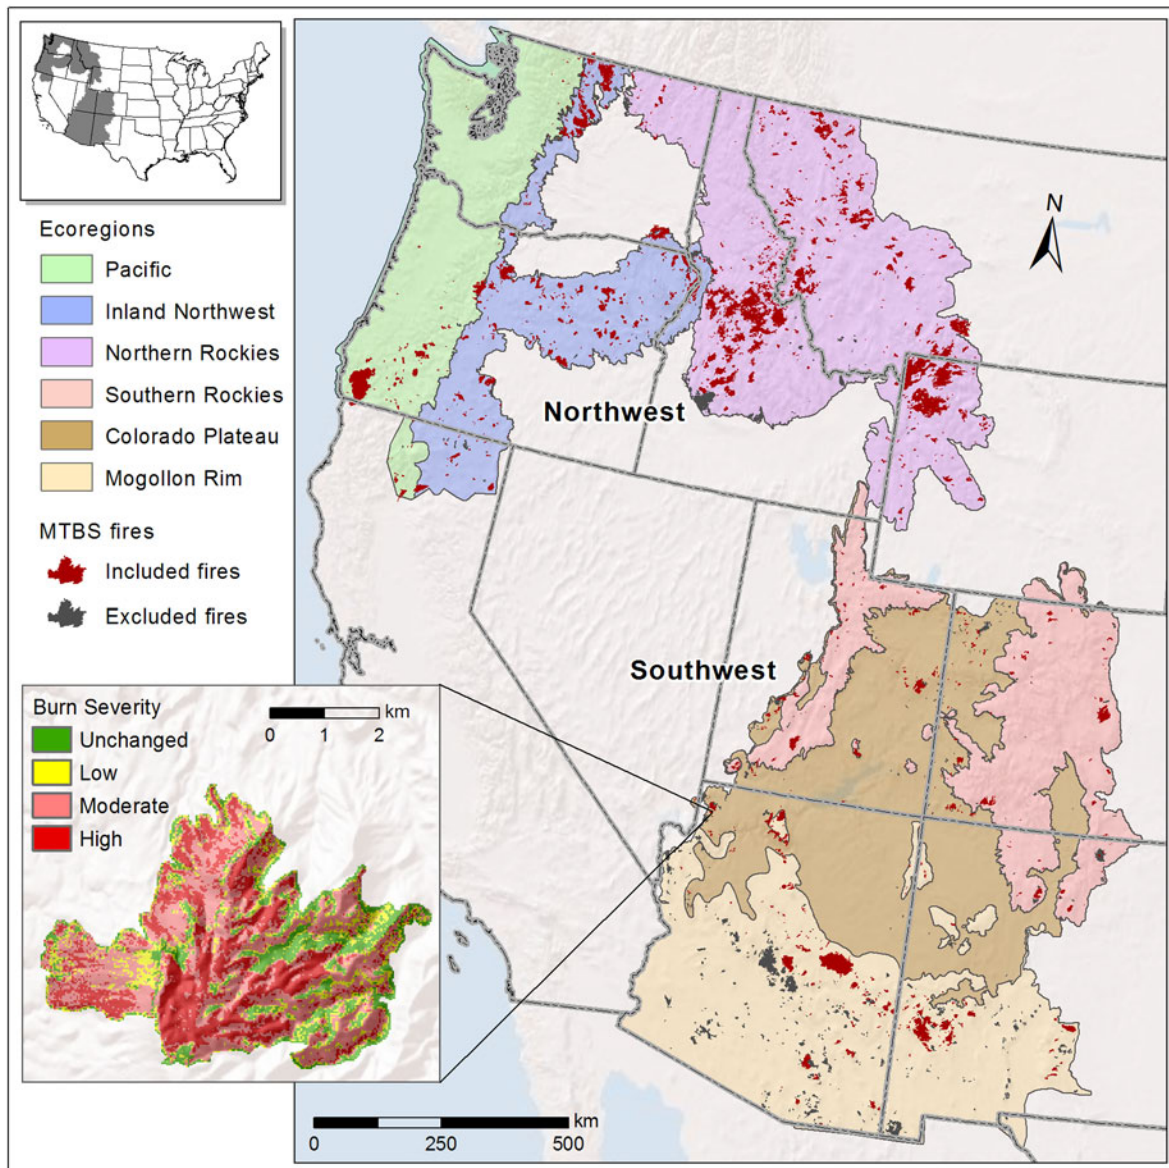 Ecoregions
Pacific
Inland Northwest
Northern Rockies
Southern Rockies
Colorado Plateau
Mogollon Rim
MTBS fires
Included fires
Excluded fires
N
Northwest
Southwest
Burn Severity
Unchanged
Low
Moderate
High
km
0 1 2
km
0 250 500